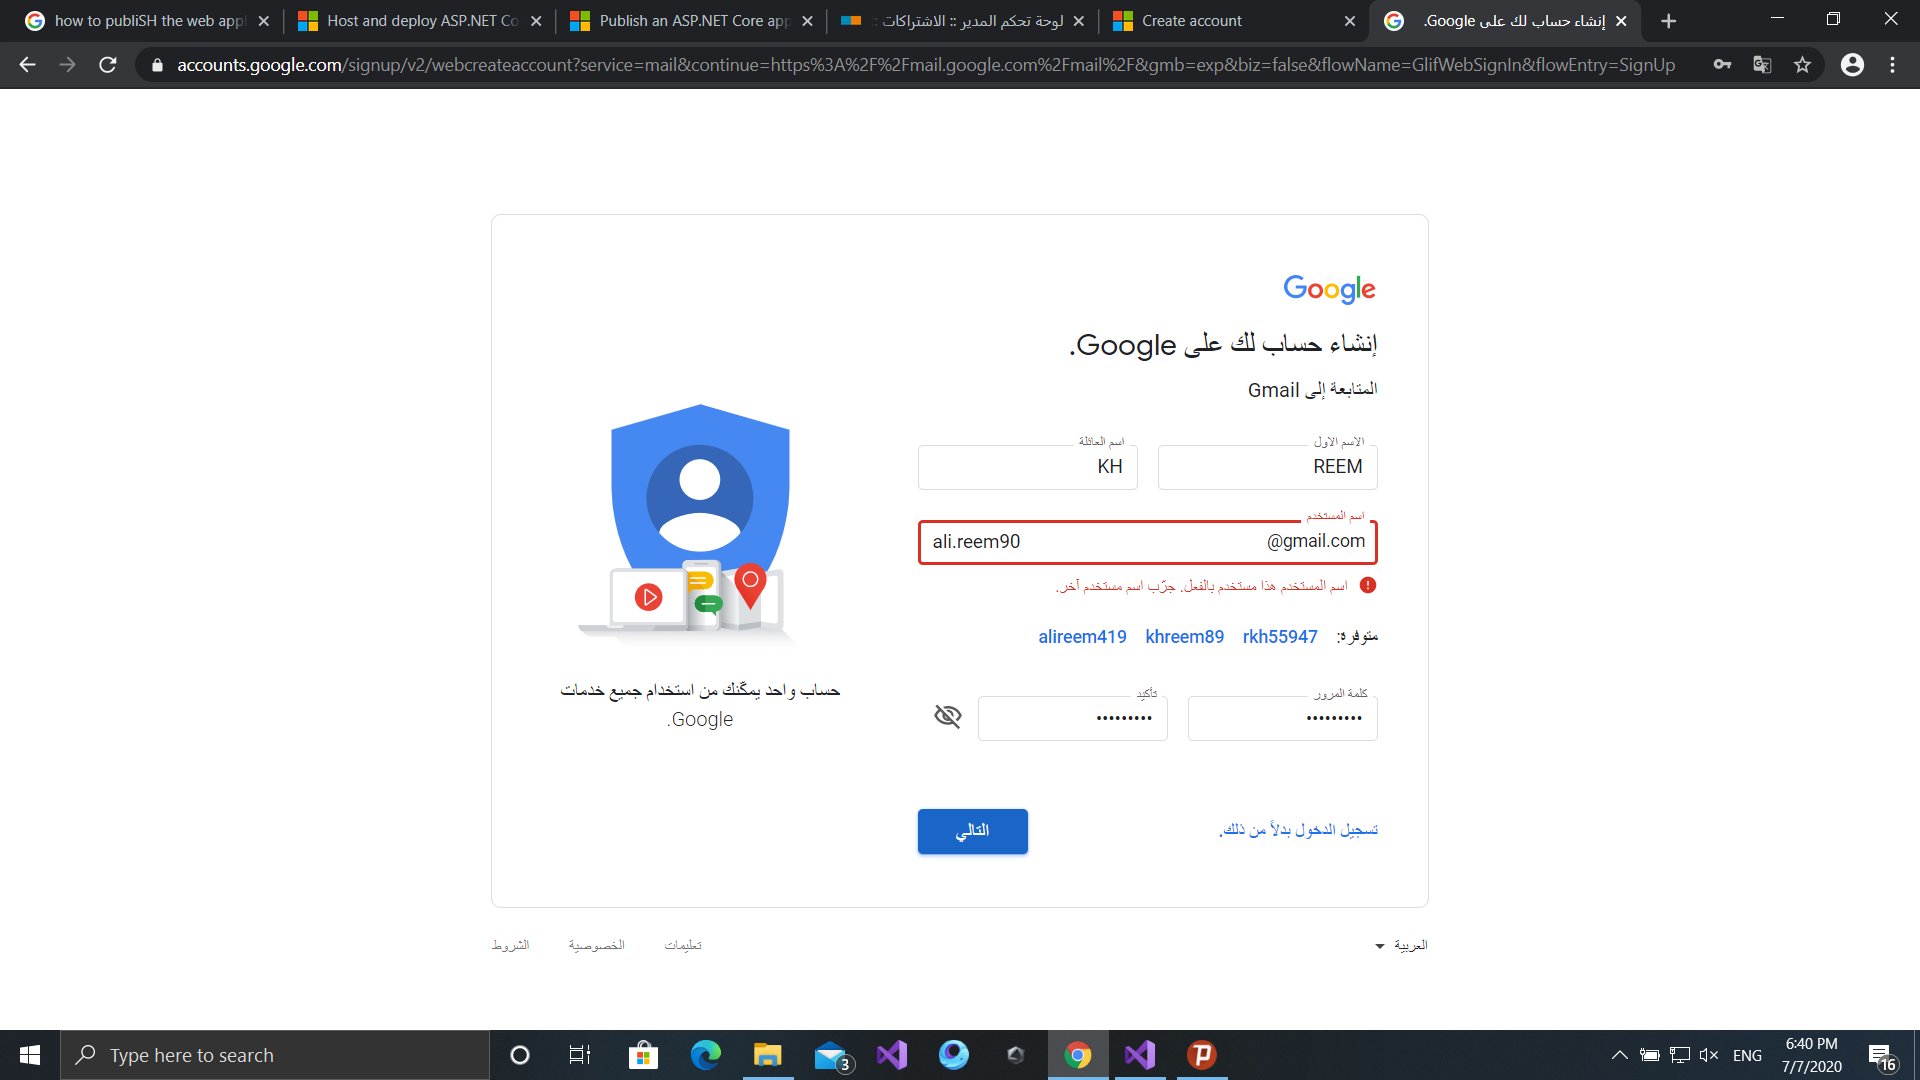 how to publiSH the web appl
Host and deploy ASP.NET Co
Publish an ASP.NET Core app
لوحة تحكم المدير :: الاشتراكات ::
Create account
إنشاء حساب لك على Google.
accounts.google.com/signup/v2/webcreateaccount?service=mail&continue=https%3A%2F%2Fmail.google.com%2Fmail%2F&gmb=exp&biz=false&flowName=GlifWebSignIn&flowEntry=SignUp
Google
إنشاء حساب لك على Google.
المتابعة إلى Gmail
الاسم الأول
REEM
اسم العائلة
KH
اسم المستخدم
ali.reem90
@gmail.com
اسم المستخدم هذا مستخدم بالفعل. جرّب اسم مستخدم آخر.
متوفرة: rkh55947 khreem89 alireem419
كلمة المرور
•••••••••
تأكيد
•••••••••
حساب واحد يمكّنك من استخدام جميع خدمات
Google.
تسجيل الدخول بدلاً من ذلك.
التالي
العربية
تعليمات
الخصوصية
الشروط
Type here to search
3
ENG
6:40 PM
7/7/2020
16